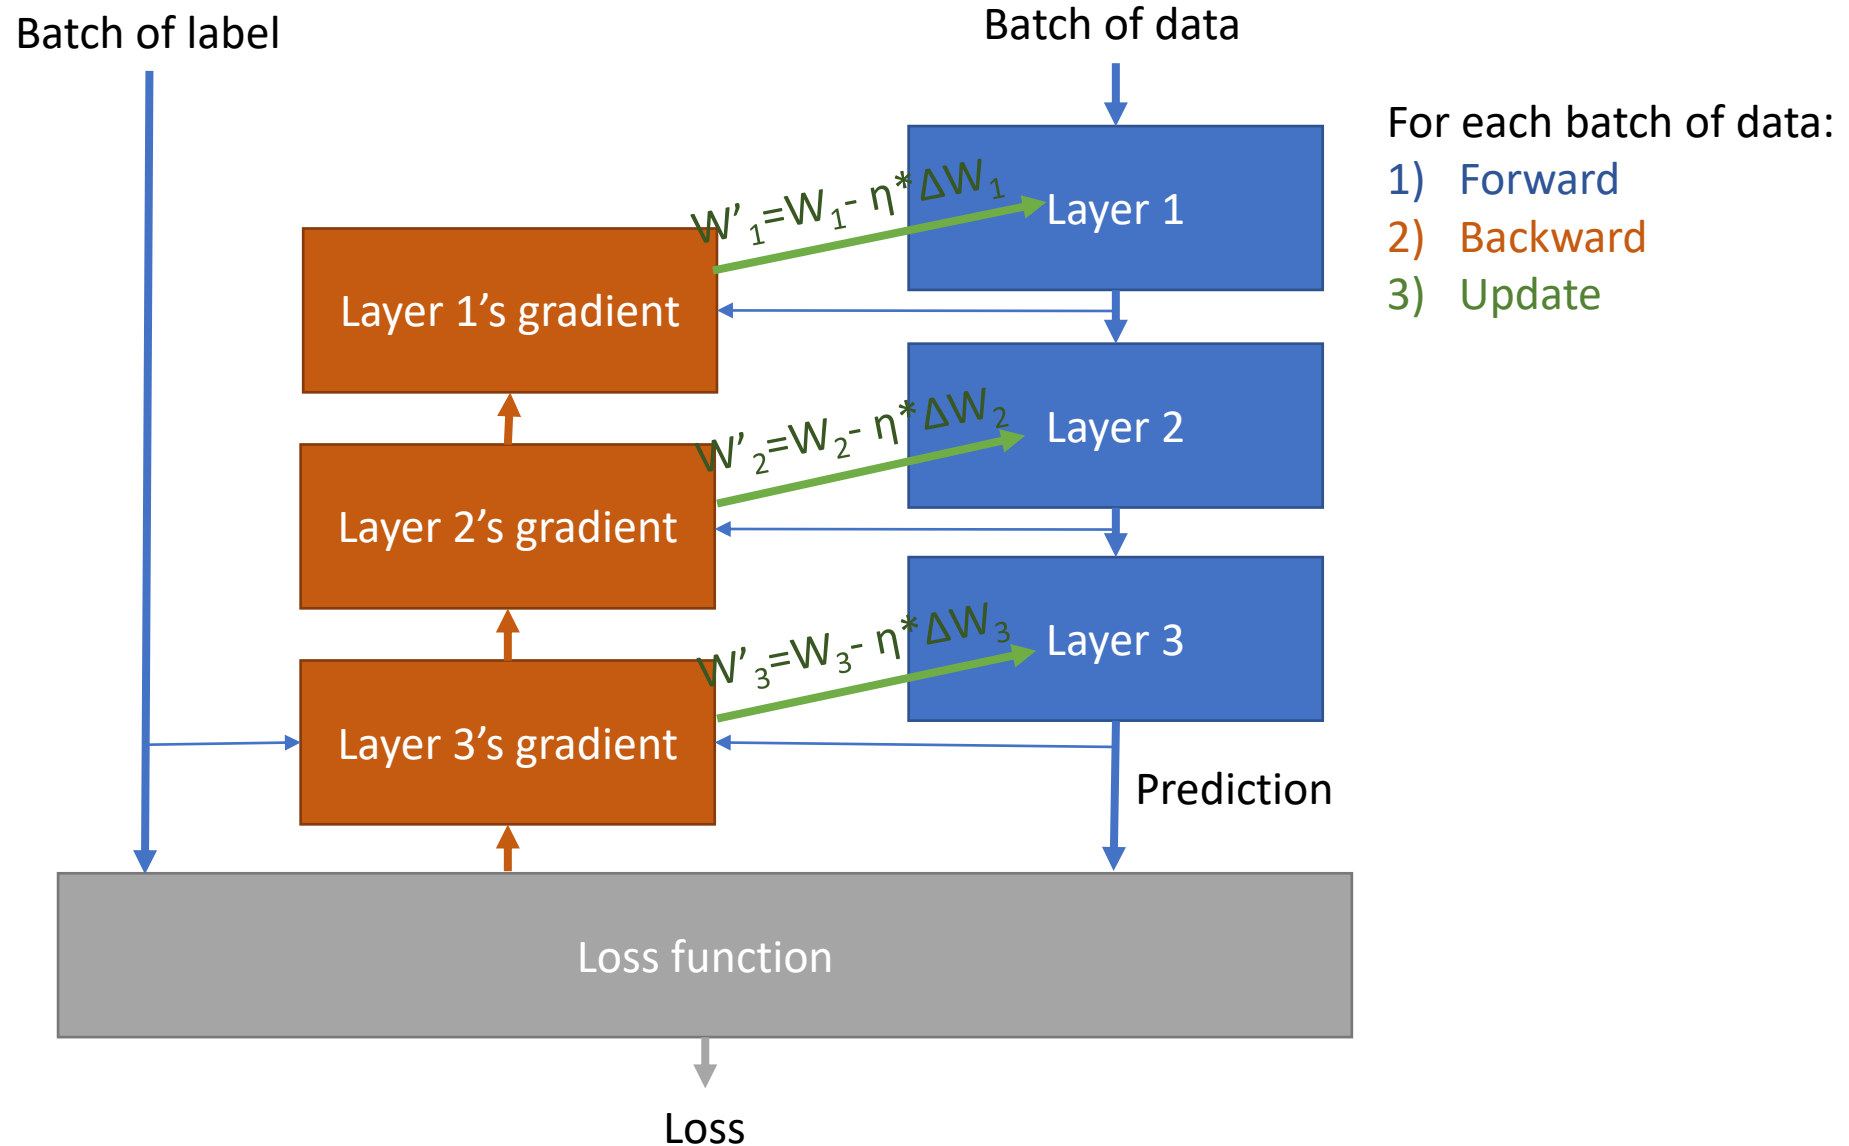 Batch of label
Batch of data
For each batch of data:
1) Forward
2) Backward
3) Update
W'₁=W₁- η*ΔW₁
Layer 1
Layer 1’s gradient
W'₂=W₂- η*ΔW₂
Layer 2
Layer 2’s gradient
W'₃=W₃- η*ΔW₃
Layer 3
Layer 3’s gradient
Prediction
Loss function
Loss